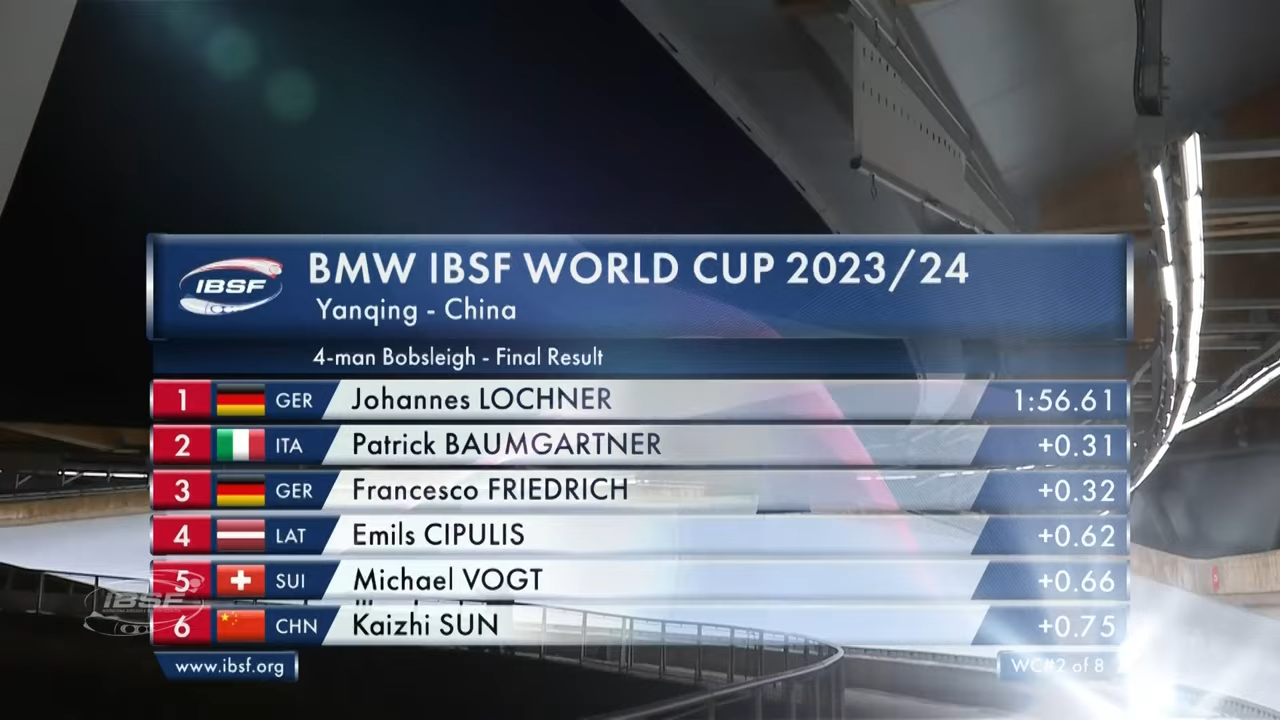 IBSF
BMW IBSF WORLD CUP 2023/24
Yanqing - China
4-man Bobsleigh - Final Result
1 GER Johannes LOCHNER 1:56.61
2 ITA Patrick BAUMGARTNER +0.31
3 GER Francesco FRIEDRICH +0.32
4 LAT Emils CIPULIS +0.62
5 SUI Michael VOGT +0.66
6 CHN Kaizhi SUN +0.75
IBSF
www.ibsf.org WC#2 of 8